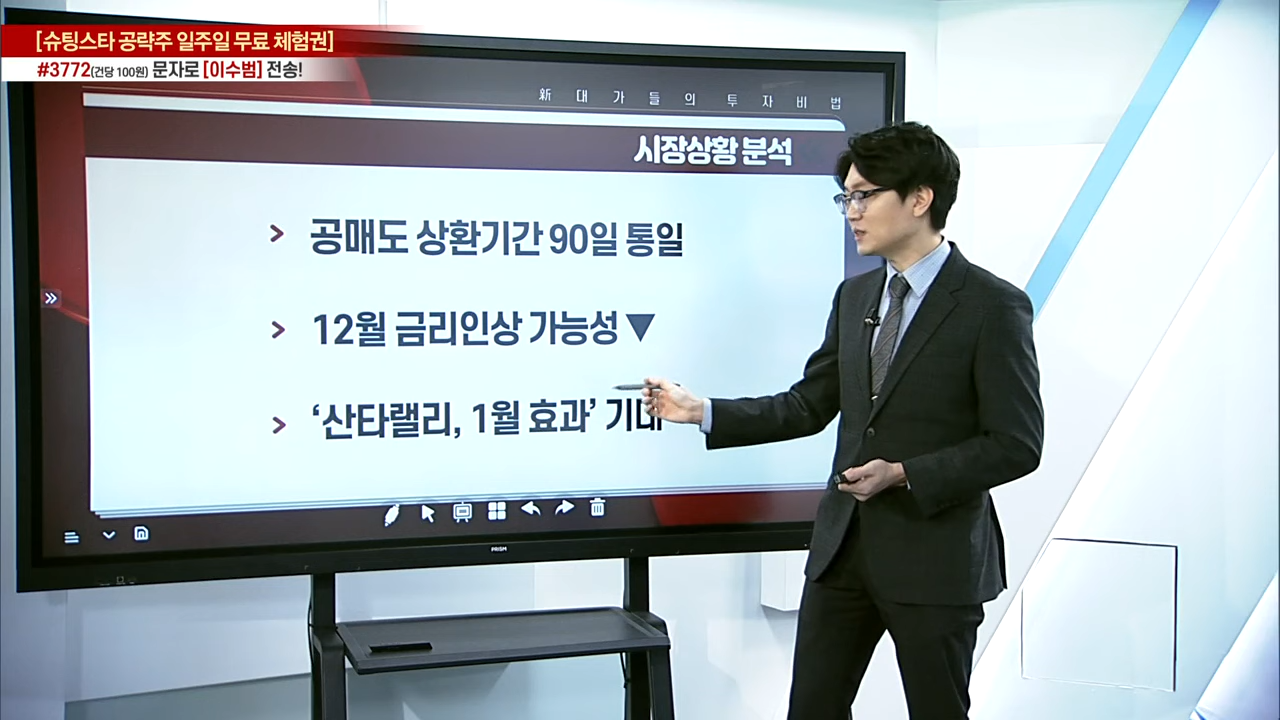 [슈팅스타 공략주 일주일 무료 체험권]
#3772(건당 100원) 문자로 [이수범] 전송!
新대가들의 투자비법
시장상황 분석
공매도 상환기간 90일 통일
12월 금리인상 가능성▼
‘산타랠리, 1월 효과’ 기대
PRISM